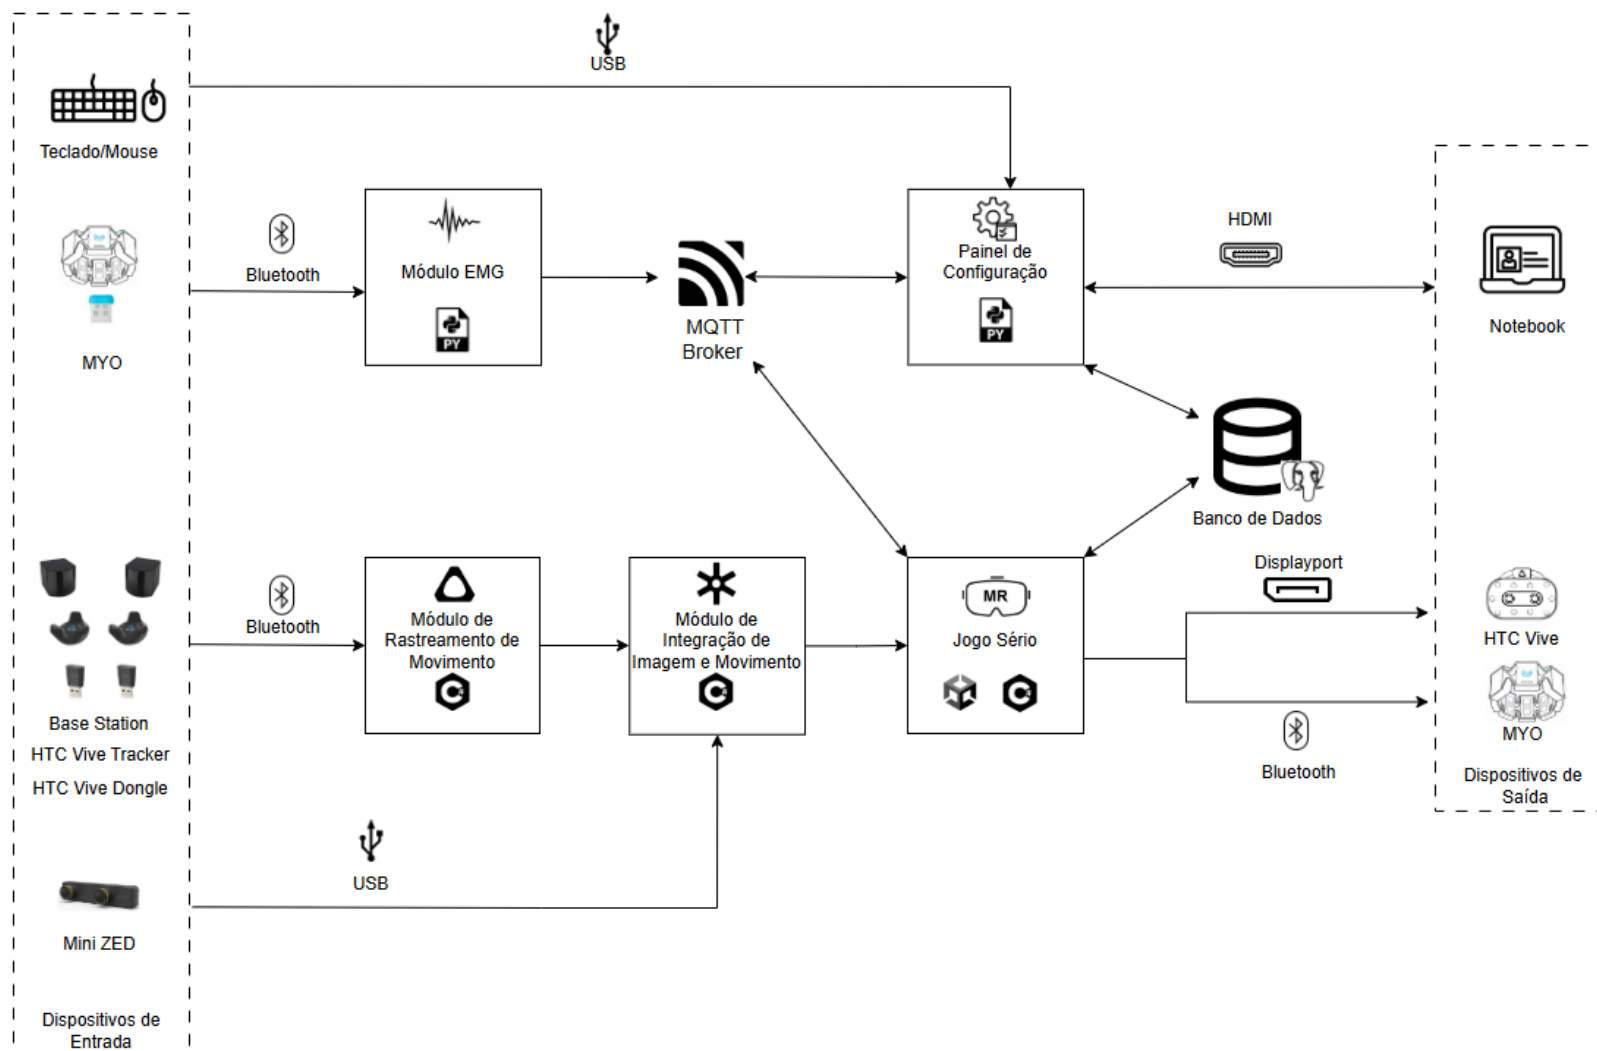 USB
Teclado/Mouse
Bluetooth
Módulo EMG
PY
MYO
MQTT
Broker
Painel de
Configuração
PY
HDMI
Notebook
Banco de Dados
Bluetooth
Módulo de
Rastreamento de
Movimento
C
Módulo de
Integração de
Imagem e Movimento
C
MR
Jogo Sério
C
Displayport
HTC Vive
MYO
Bluetooth
Dispositivos de
Saída
Base Station
HTC Vive Tracker
HTC Vive Dongle
USB
Mini ZED
Dispositivos de
Entrada